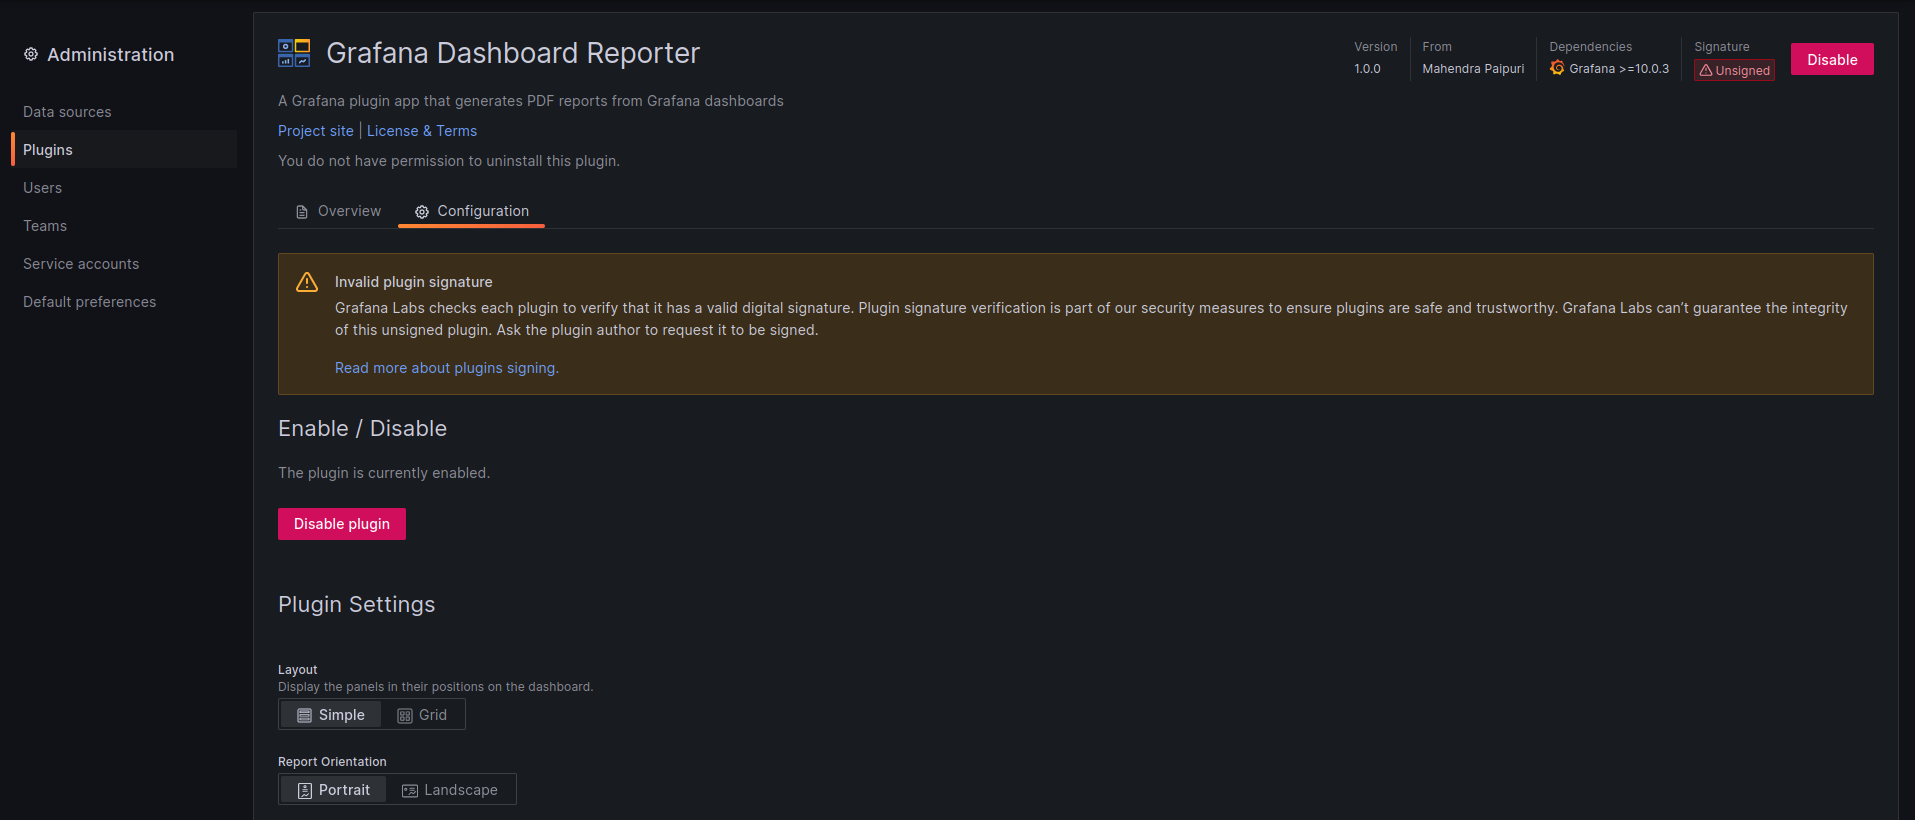 Administration
Data sources
Plugins
Users
Teams
Service accounts
Default preferences
Grafana Dashboard Reporter
Version
1.0.0
From
Mahendra Paipuri
Dependencies
Grafana >=10.0.3
Signature
Unsigned
Disable
A Grafana plugin app that generates PDF reports from Grafana dashboards
Project site | License & Terms
You do not have permission to uninstall this plugin.
Overview
Configuration
Invalid plugin signature
Grafana Labs checks each plugin to verify that it has a valid digital signature. Plugin signature verification is part of our security measures to ensure plugins are safe and trustworthy. Grafana Labs can’t guarantee the integrity
of this unsigned plugin. Ask the plugin author to request it to be signed.
Read more about plugins signing.
Enable / Disable
The plugin is currently enabled.
Disable plugin
Plugin Settings
Layout
Display the panels in their positions on the dashboard.
Simple
Grid
Report Orientation
Portrait
Landscape